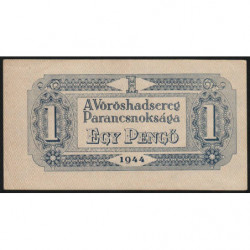 1
A Vöröshadsereg
Parancsnoksága
EGY PENGŐ
1
1944